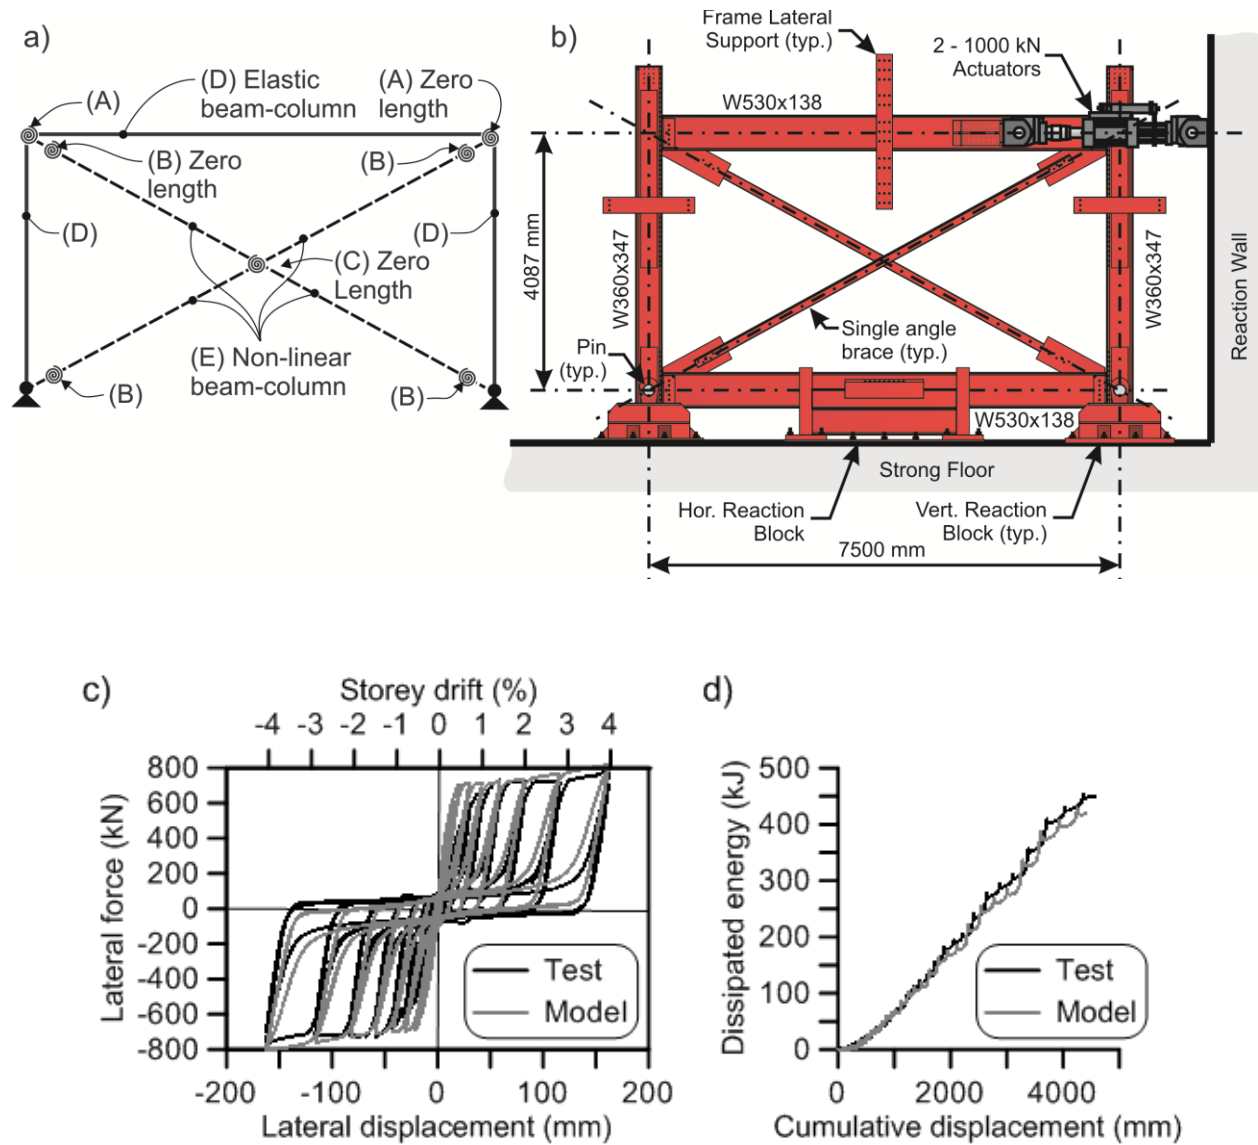 a)
(A)
(D) Elastic
beam-column
(A) Zero
length
(B) Zero
length
(B)
(D)
(D)
(C) Zero
Length
(E) Non-linear
beam-column
(B)
(B)
b)
Frame Lateral
Support (typ.)
2 - 1000 kN
Actuators
W530x138
4087 mm
W360x347
W360x347
Reaction Wall
Single angle
brace (typ.)
Pin
(typ.)
W530x138
Strong Floor
Hor. Reaction
Block
Vert. Reaction
Block (typ.)
7500 mm
c)
Storey drift (%)
-4 -3 -2 -1 0 1 2 3 4
Lateral force (kN)
800
600
400
200
0
-200
-400
-600
-800
Test
Model
-200 -100 0 100 200
Lateral displacement (mm)
d)
Dissipated energy (kJ)
500
400
300
200
100
0
Test
Model
0 2000 4000
Cumulative displacement (mm)